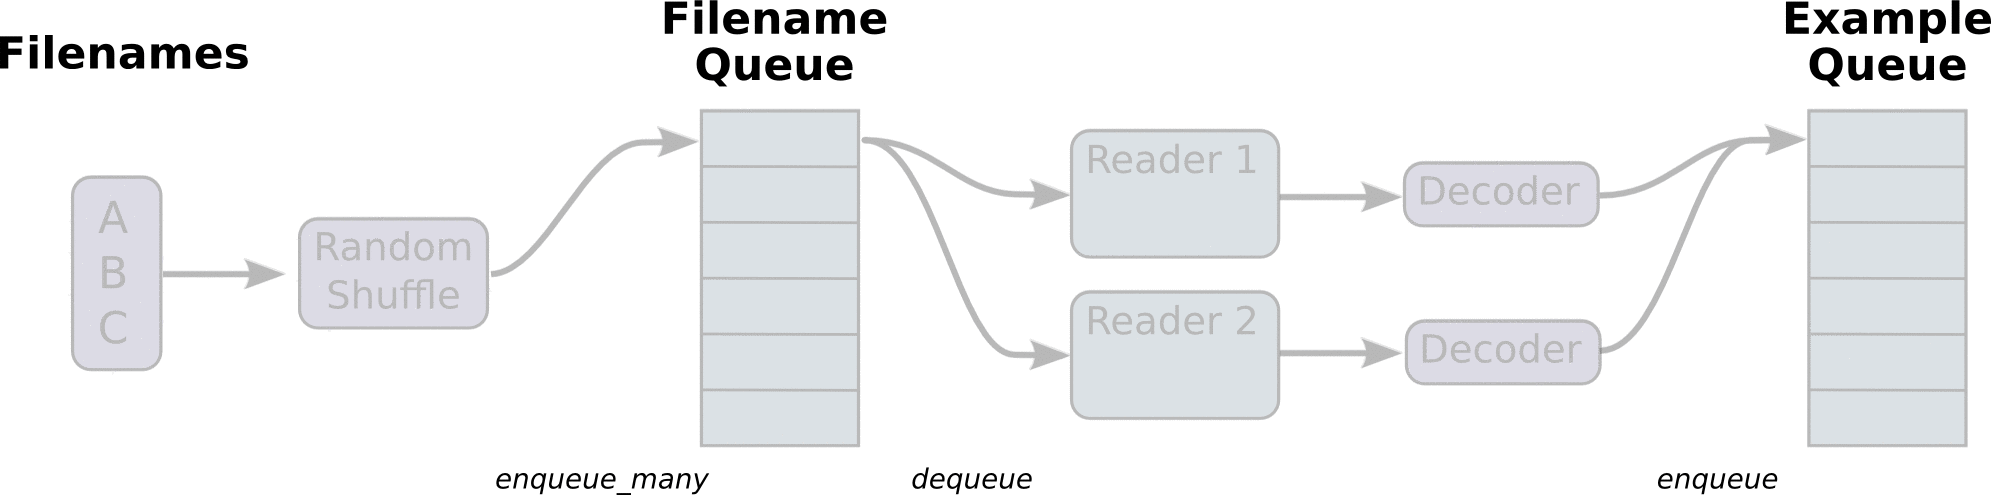 Filenames
Filename
Queue
Example
Queue
A
B
C
Random
Shuffle
Reader 1
Decoder
Reader 2
Decoder
enqueue_many
dequeue
enqueue